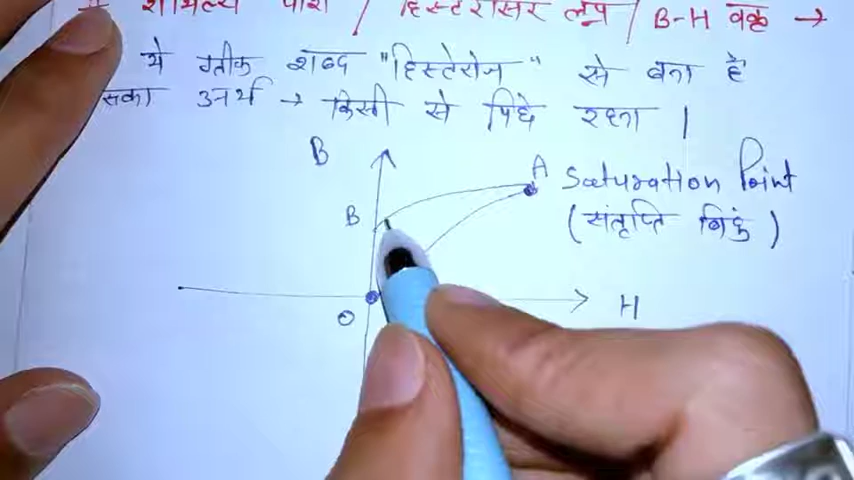 शैथिल्य पाश / हिस्टेरेसिस लूप / B-H वक्र →
ये ग्रीक शब्द "हिस्टेरोन" से बना है
सका अर्थ → किसी से पिछे रहना |
B
A Saturation Point
B (संतृप्ति बिंदु)
H
O